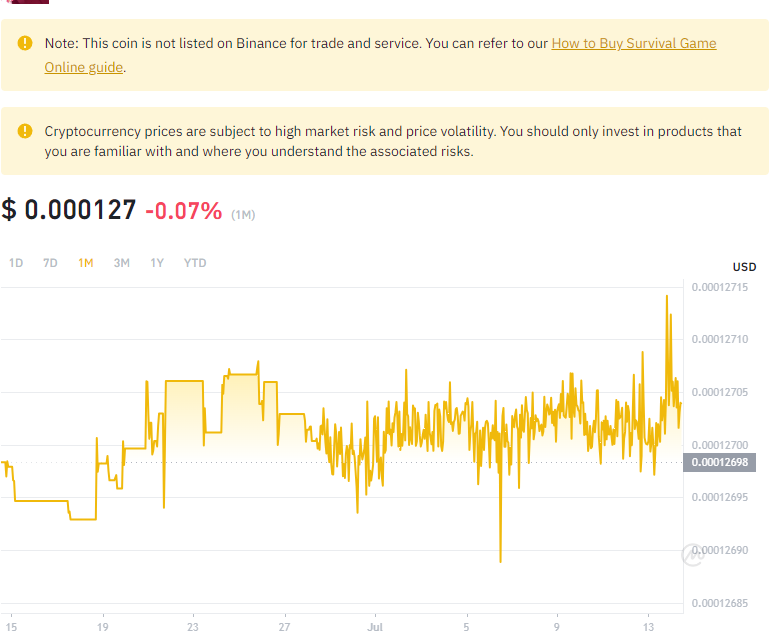 Note: This coin is not listed on Binance for trade and service. You can refer to our How to Buy Survival Game
Online guide.
Cryptocurrency prices are subject to high market risk and price volatility. You should only invest in products that
you are familiar with and where you understand the associated risks.
$ 0.000127 -0.07% (1M)
1D 7D 1M 3M 1Y YTD
USD
0.00012715
0.00012710
0.00012705
0.00012700
0.00012698
0.00012695
0.00012690
0.00012685
15 19 23 27 Jul 5 9 13